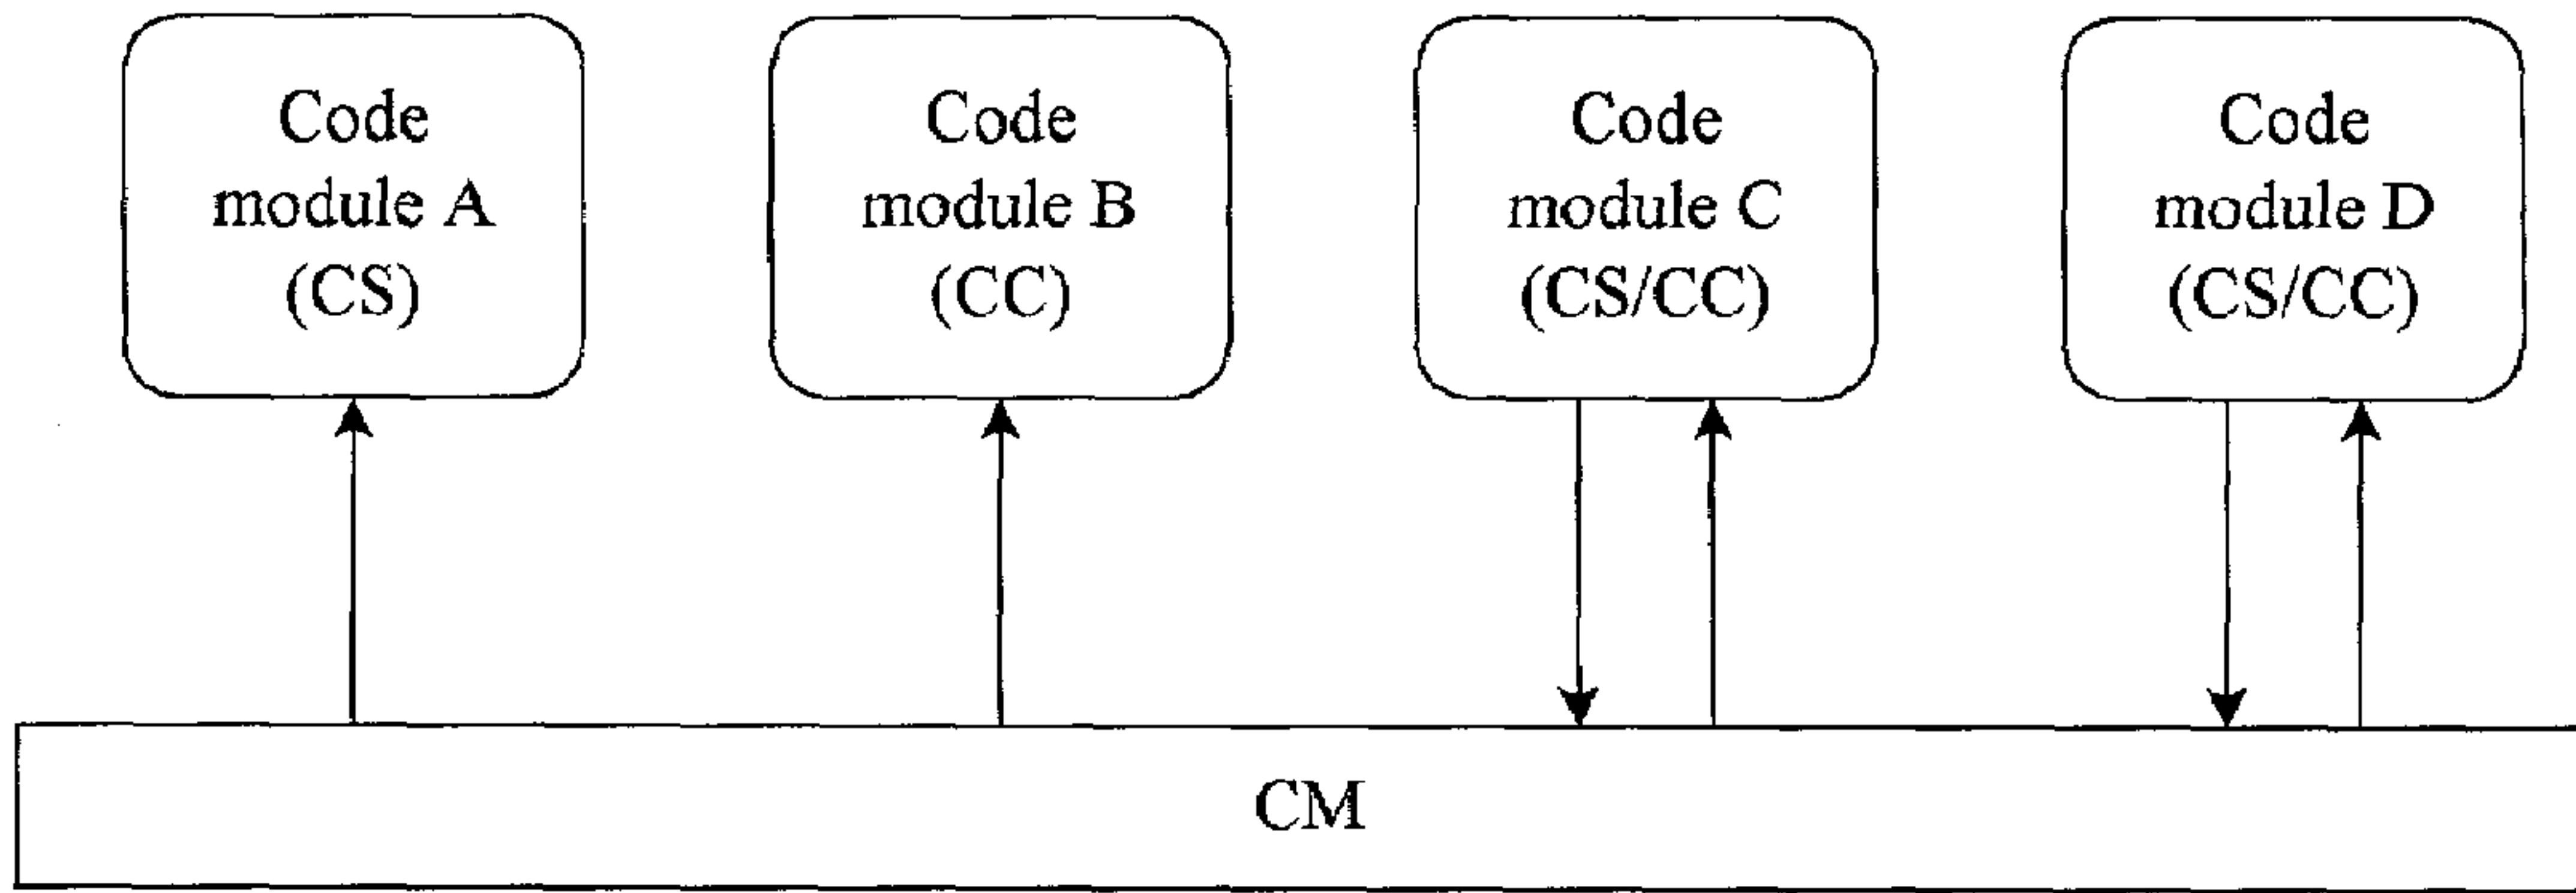 Code
module A
(CS)
Code
module B
(CC)
Code
module C
(CS/CC)
Code
module D
(CS/CC)
CM